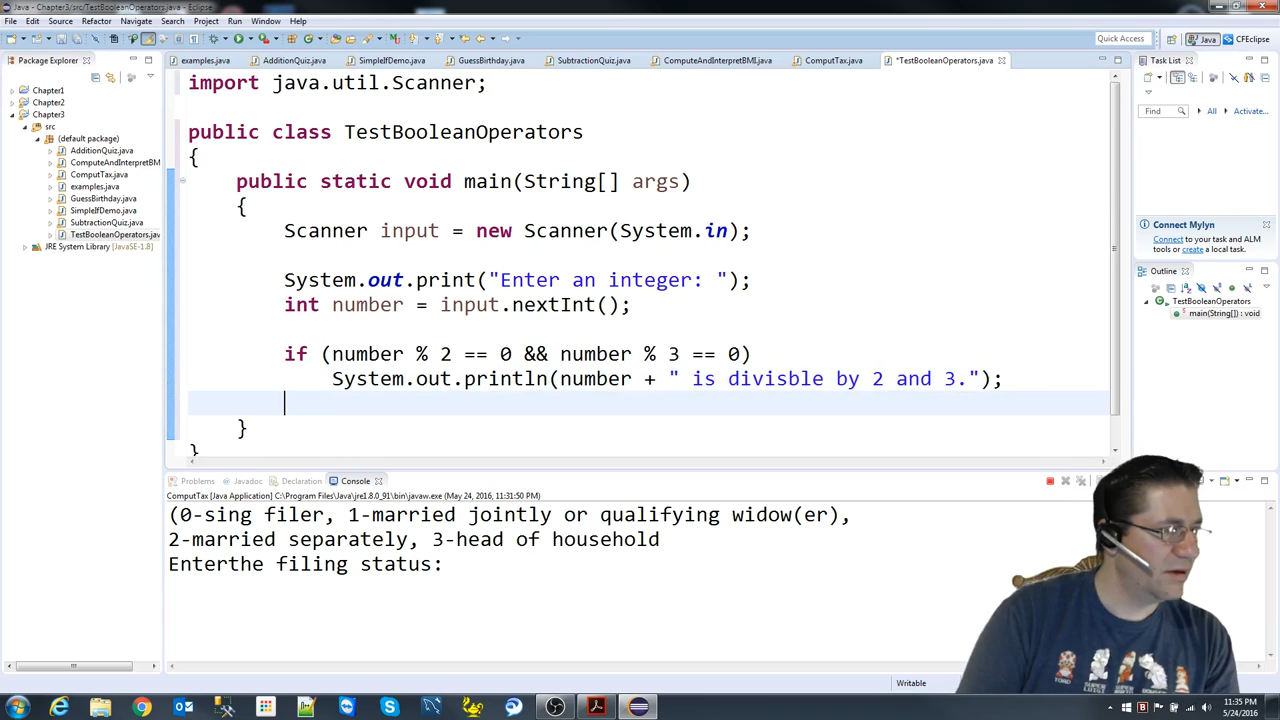 Java - Chapter3/src/TestBooleanOperators.java - Eclipse
File Edit Source Refactor Navigate Search Project Run Window Help
Quick Access Java CFEclipse
Package Explorer
examples.java AdditionQuiz.java SimpleIfDemo.java GuessBirthday.java SubtractionQuiz.java ComputeAndInterpretBMI.java ComputTax.java *TestBooleanOperators.java
Task List
Chapter1
Chapter2
Chapter3
src
(default package)
AdditionQuiz.java
ComputeAndInterpretBM
ComputTax.java
examples.java
GuessBirthday.java
SimpleIfDemo.java
SubtractionQuiz.java
TestBooleanOperators.jav
JRE System Library [JavaSE-1.8]
import java.util.Scanner;
public class TestBooleanOperators
{
public static void main(String[] args)
{
Scanner input = new Scanner(System.in);
System.out.print("Enter an integer: ");
int number = input.nextInt();
if (number % 2 == 0 && number % 3 == 0)
System.out.println(number + " is divisble by 2 and 3.");
}
}
Find All Activate...
Connect Mylyn
Connect to your task and ALM
tools or create a local task.
Outline
TestBooleanOperators
main(String[]) : void
Problems Javadoc Declaration Console
ComputTax [Java Application] C:\Program Files\Java\jre1.8.0_91\bin\javaw.exe (May 24, 2016, 11:31:50 PM)
(0-sing filer, 1-married jointly or qualifying widow(er),
2-married separately, 3-head of household
Enterthe filing status:
Writable
TOAD
SUPER
LUIGI
SUPER
MARIO
11:35 PM
5/24/2016